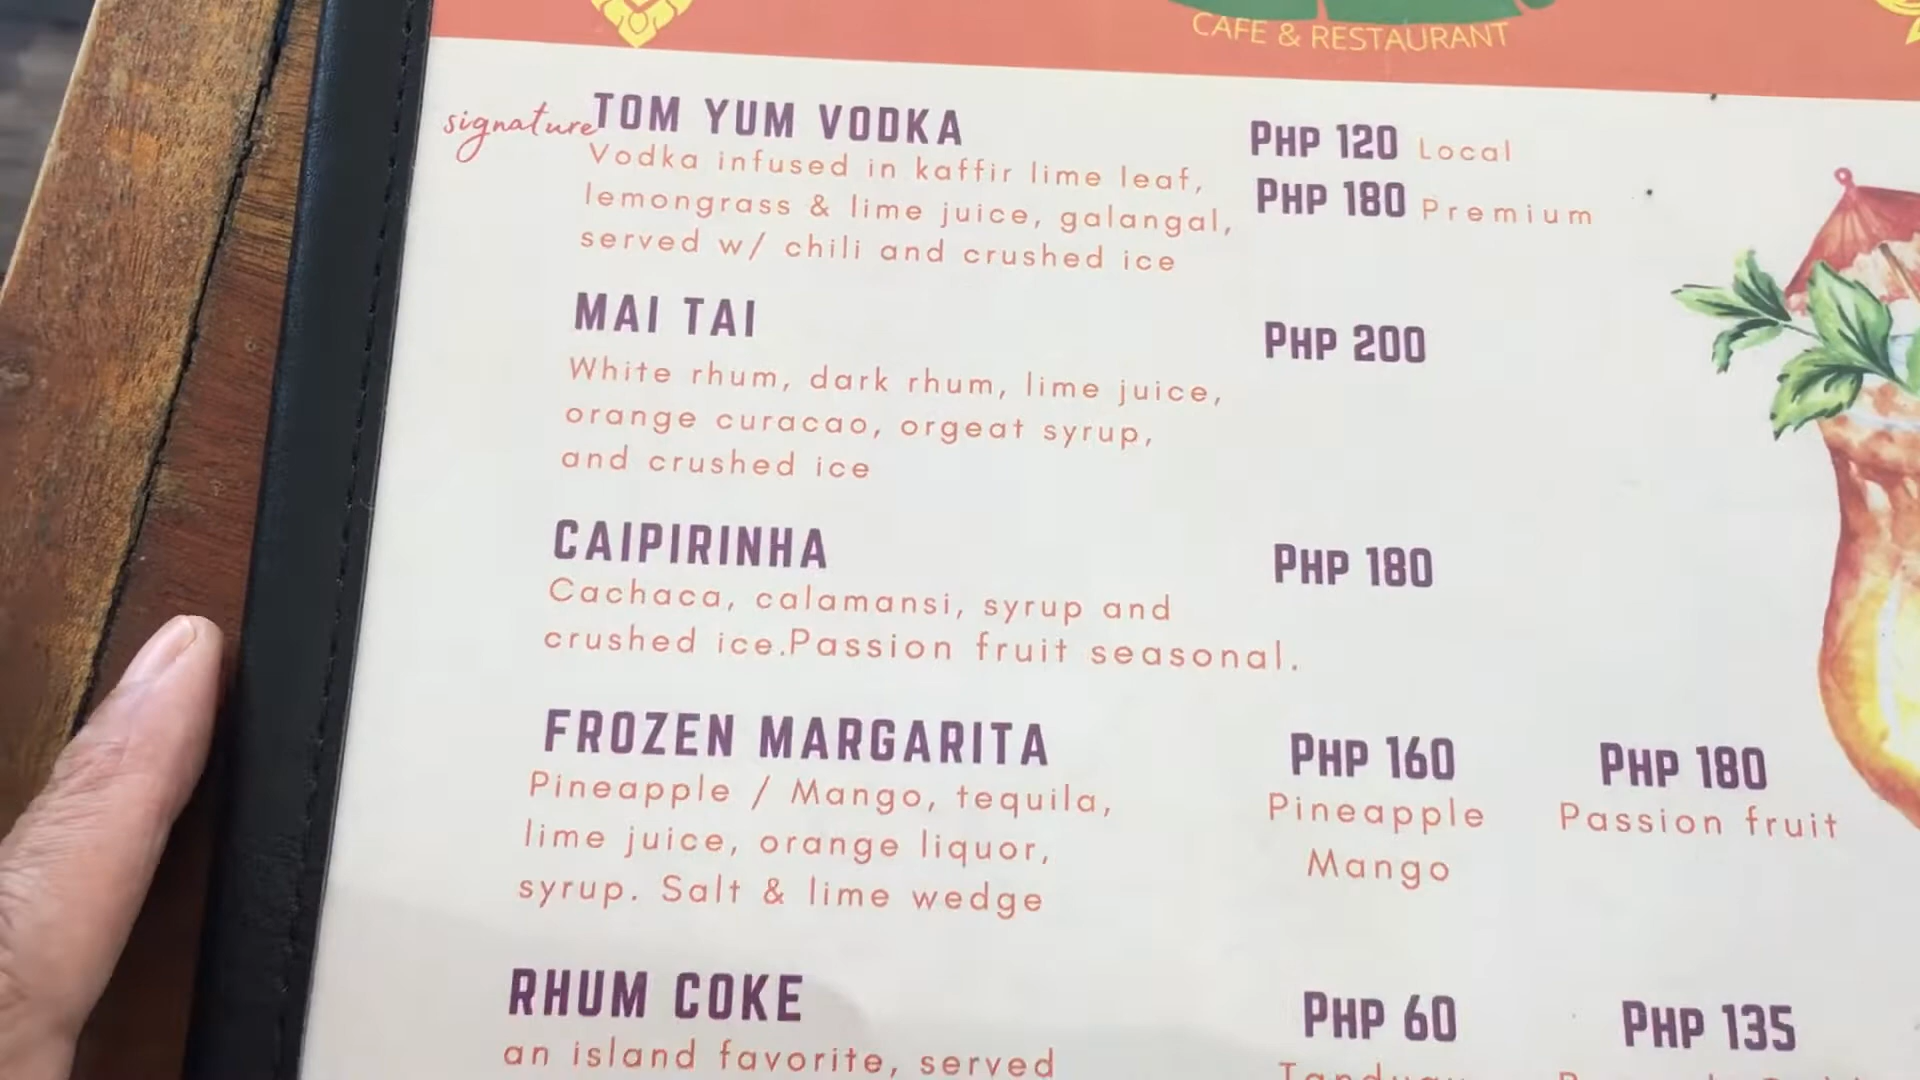 CAFE & RESTAURANT
signature
TOM YUM VODKA
PHP 120 Local
Vodka infused in kaffir lime leaf,
lemongrass & lime juice, galangal,
served w/ chili and crushed ice
PHP 180 Premium
MAI TAI
PHP 200
White rhum, dark rhum, lime juice,
orange curacao, orgeat syrup,
and crushed ice
CAIPIRINHA
PHP 180
Cachaca, calamansi, syrup and
crushed ice.Passion fruit seasonal.
FROZEN MARGARITA
Pineapple / Mango, tequila,
lime juice, orange liquor,
syrup. Salt & lime wedge
PHP 160
Pineapple
Mango
PHP 180
Passion fruit
RHUM COKE
an island favorite, served
PHP 60
PHP 135